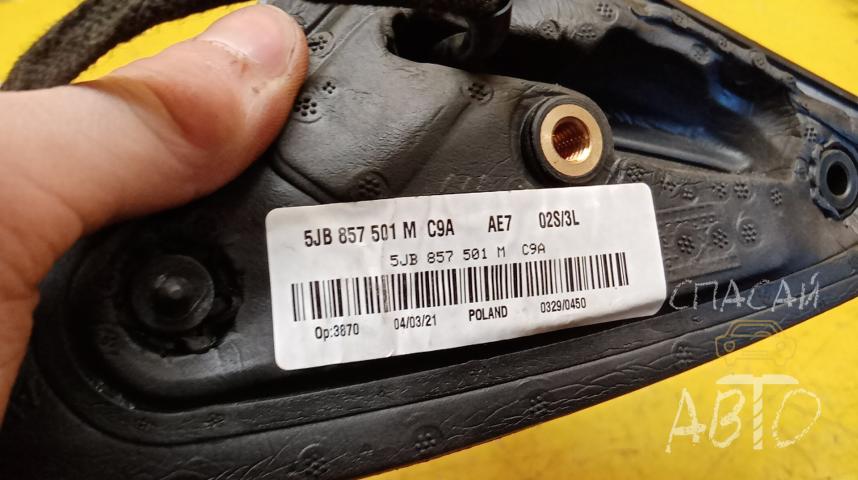 5JB 857 501 M C9A AE7 02S/3L
5JB 857 501 M C9A
Op:3870 04/03/21 POLAND 0329/0450
СПАСАЙ
АВТО